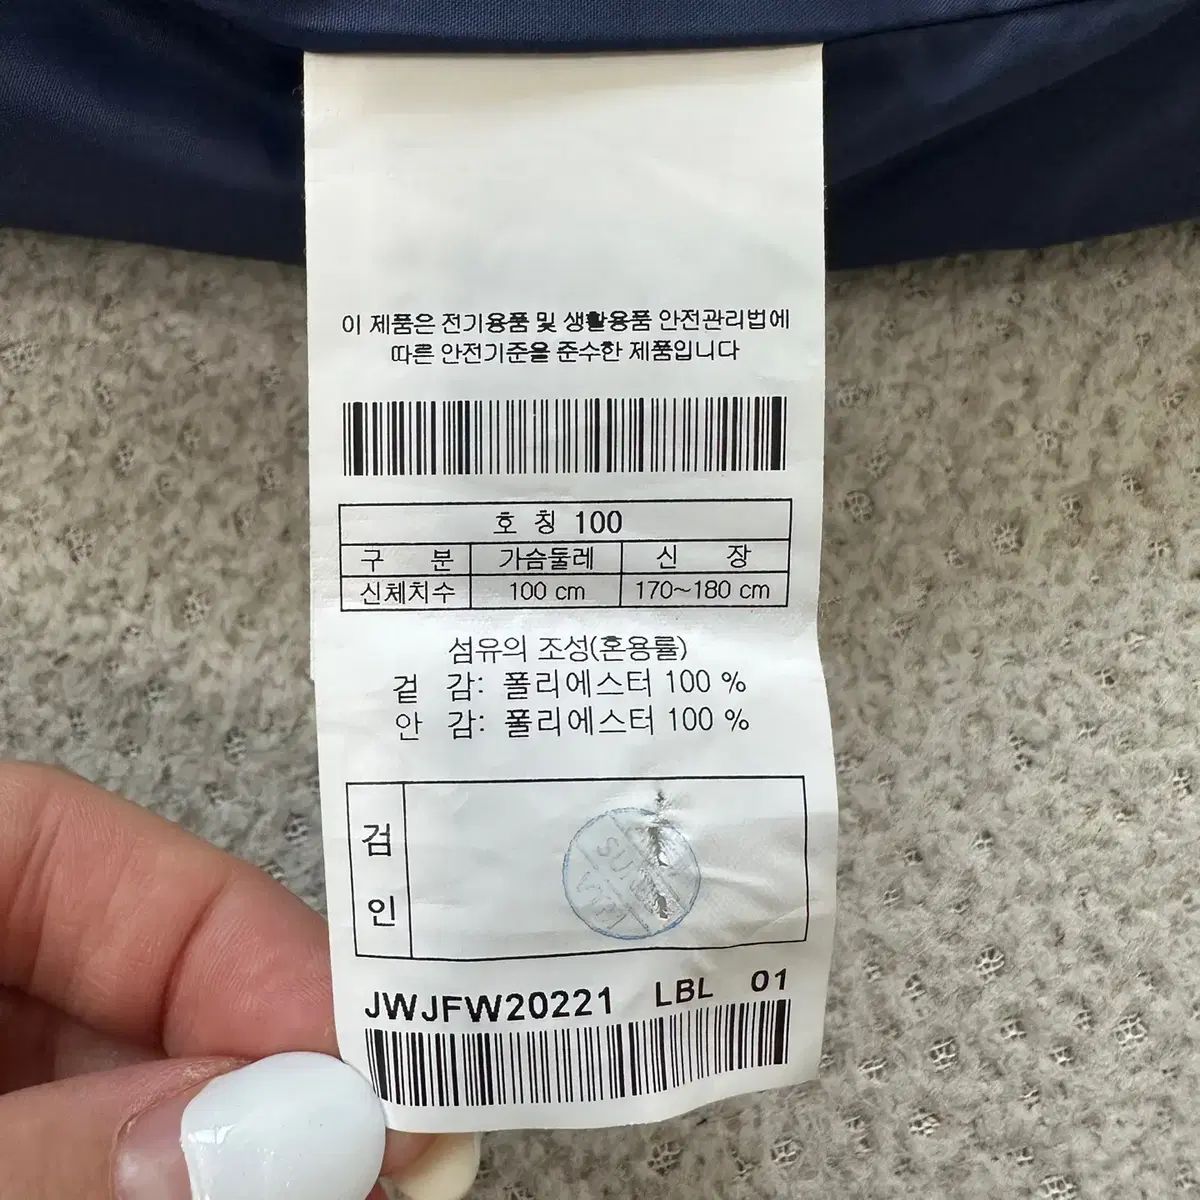 이 제품은 전기용품 및 생활용품 안전관리법에
따른 안전기준을 준수한 제품입니다
호 칭 100
구 분 가슴둘레 신 장
신체치수 100 cm 170~180 cm
섬유의 조성(혼용률)
겉 감: 폴리에스터 100 %
안 감: 폴리에스터 100 %
검
인
JWJFW20221 LBL 01